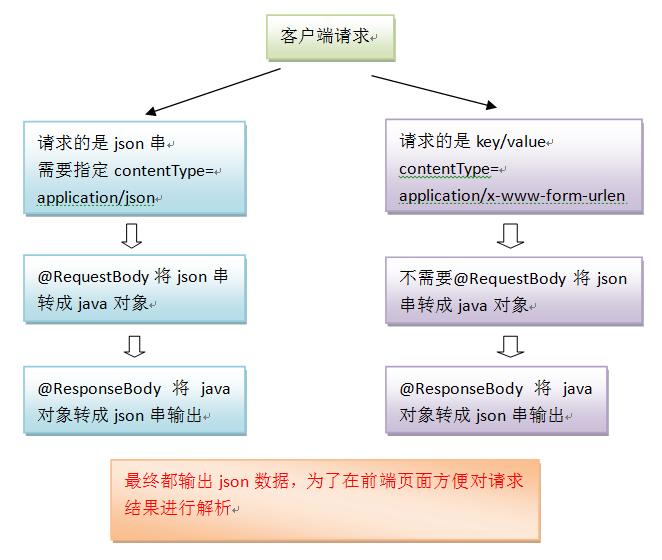 客户端请求
请求的是 json 串
需要指定 contentType=
application/json
@RequestBody 将 json 串
转成 java 对象
@ResponseBody 将 java
对象转成 json 串输出
请求的是 key/value
contentType=
application/x-www-form-urlen
不需要@RequestBody 将 json
串转成 java 对象
@ResponseBody 将 java
对象转成 json 串输出
最终都输出 json 数据，为了在前端页面方便对请求
结果进行解析